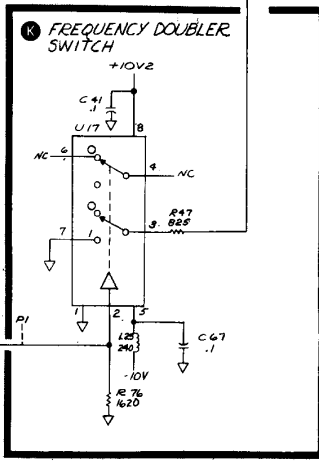 K FREQUENCY DOUBLER
SWITCH
+10V2
C41
.1
U17
8
6
NC
4
NC
3
R47
825
7
1
1
2
5
P1
L25
240
C67
.1
-10V
R76
1620